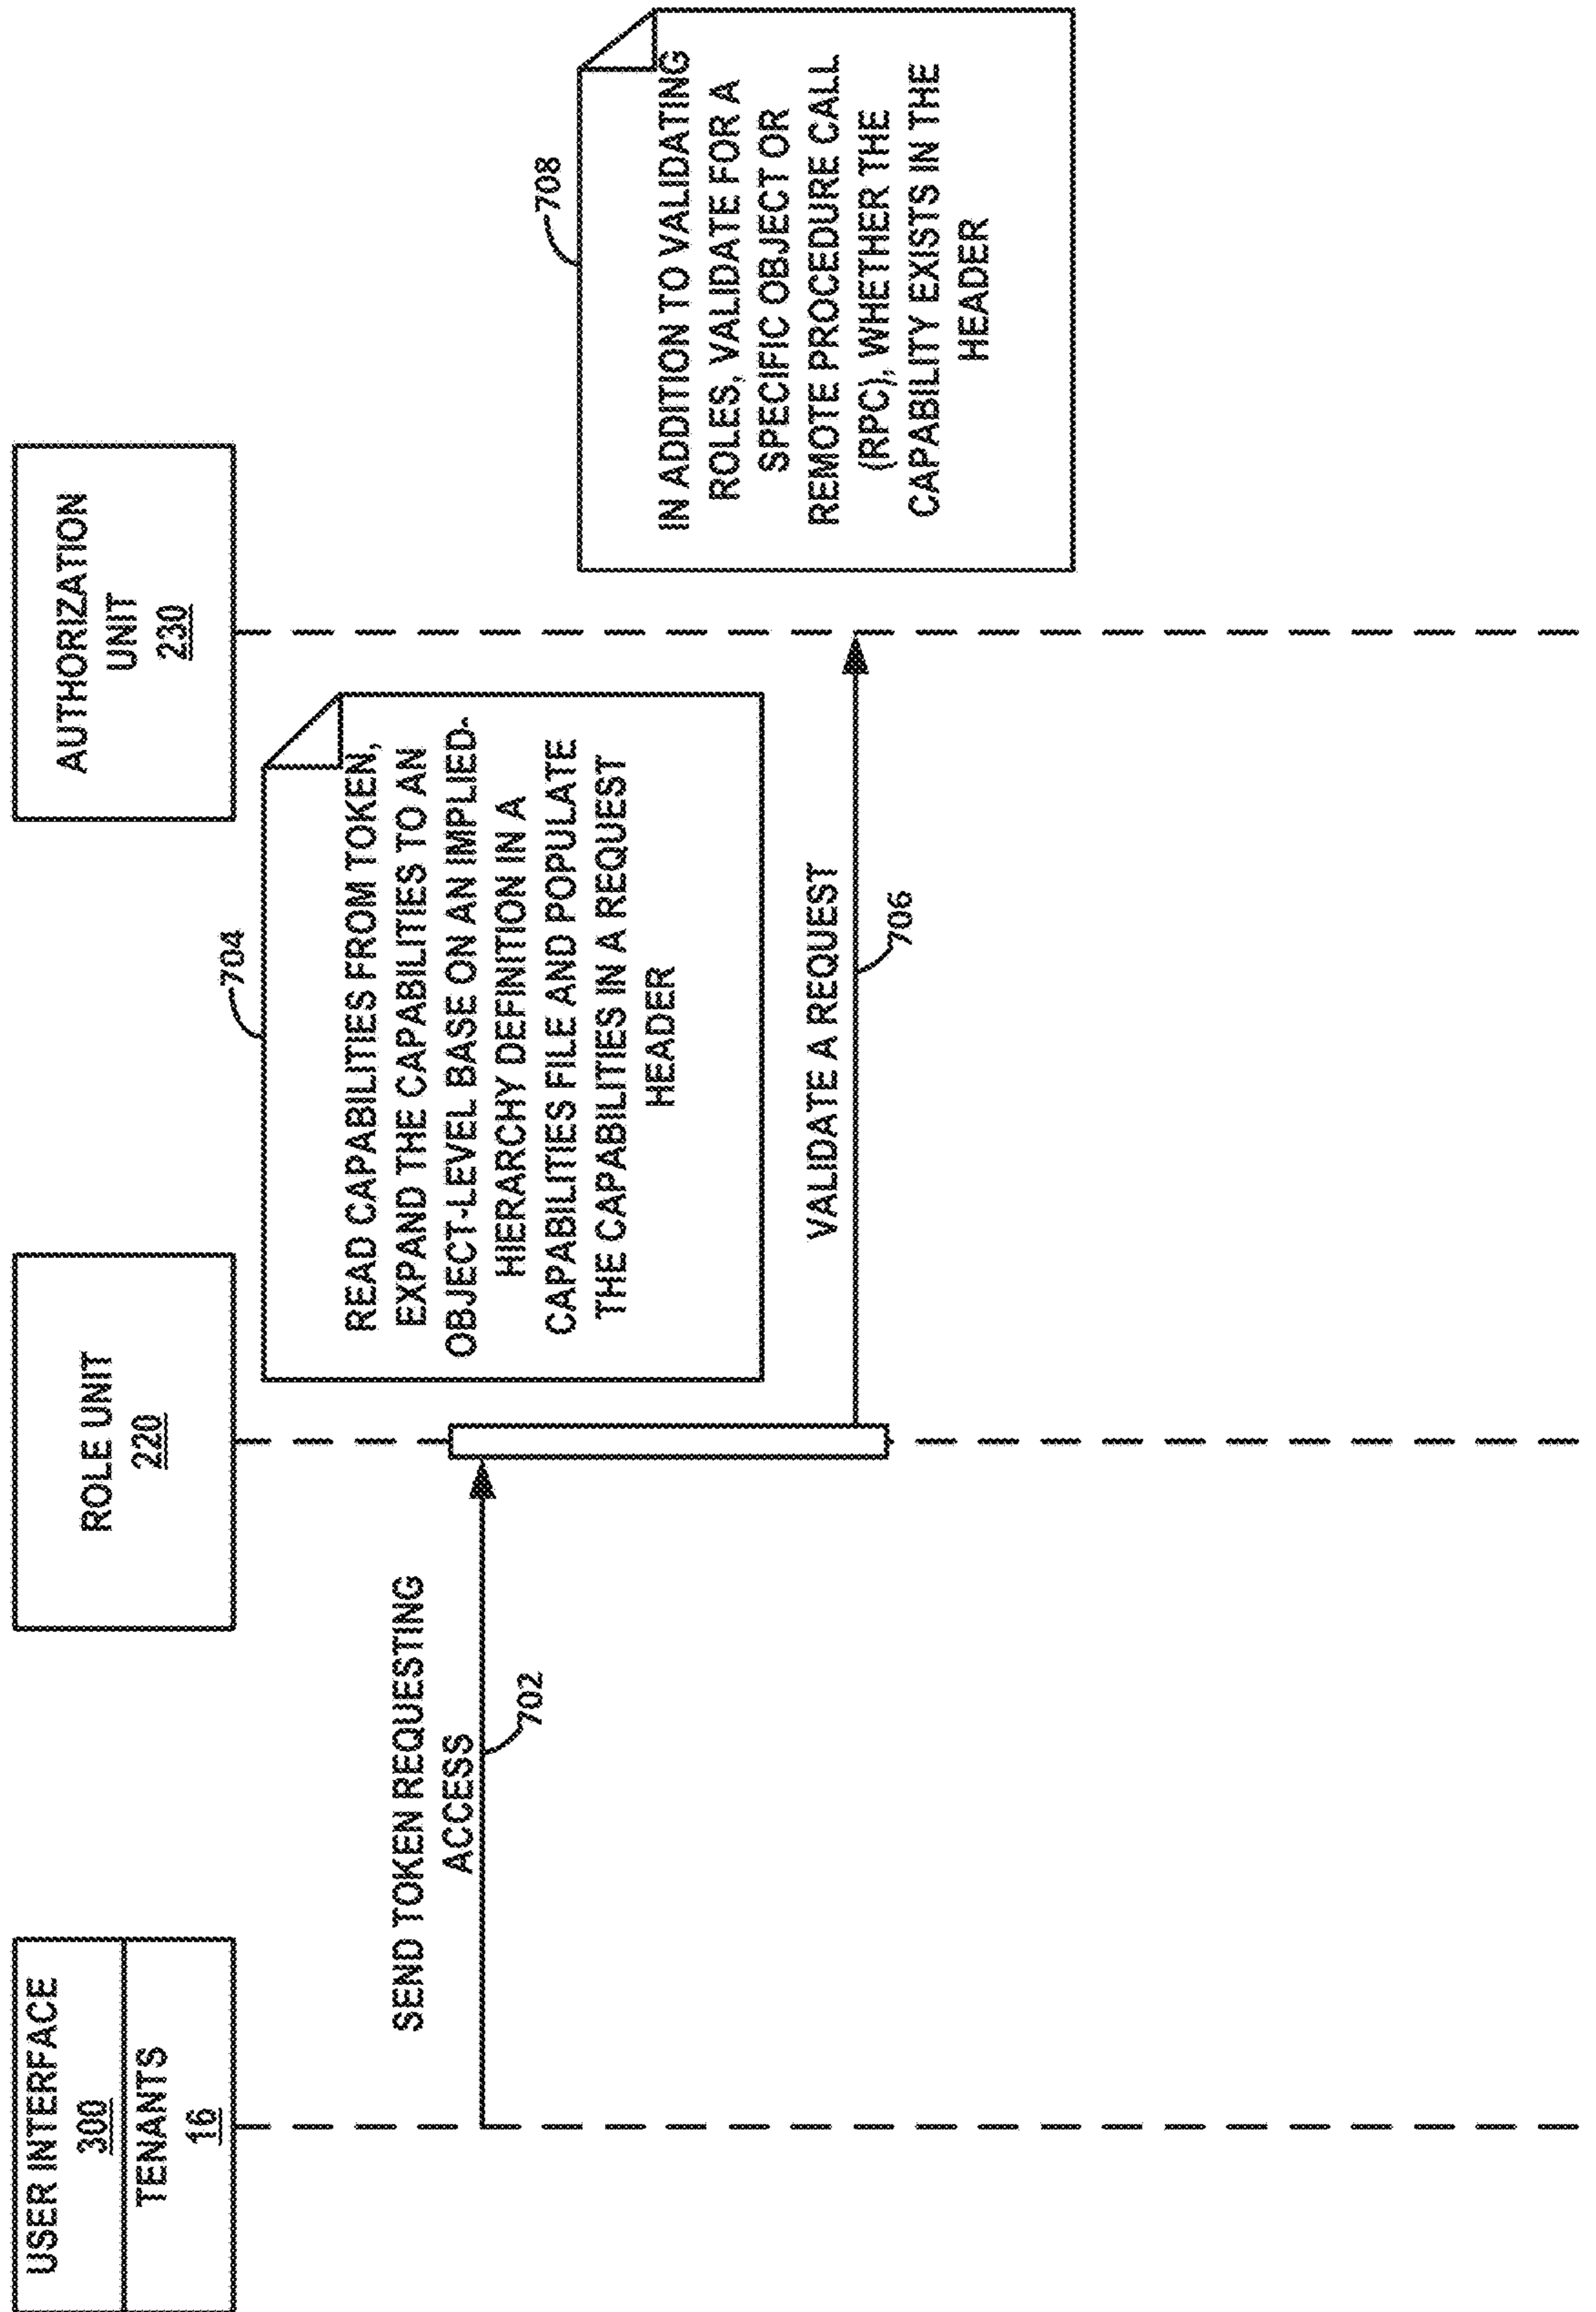 USER INTERFACE
300
TENANTS
16
ROLE UNIT
220
AUTHORIZATION
UNIT
230
SEND TOKEN REQUESTING
ACCESS
702
704
READ CAPABILITIES FROM TOKEN,
EXPAND THE CAPABILITIES TO AN
OBJECT-LEVEL BASE ON AN IMPLIED-
HIERARCHY DEFINITION IN A
CAPABILITIES FILE AND POPULATE
THE CAPABILITIES IN A REQUEST
HEADER
VALIDATE A REQUEST
706
708
IN ADDITION TO VALIDATING
ROLES, VALIDATE FOR A
SPECIFIC OBJECT OR
REMOTE PROCEDURE CALL
(RPC), WHETHER THE
CAPABILITY EXISTS IN THE
HEADER